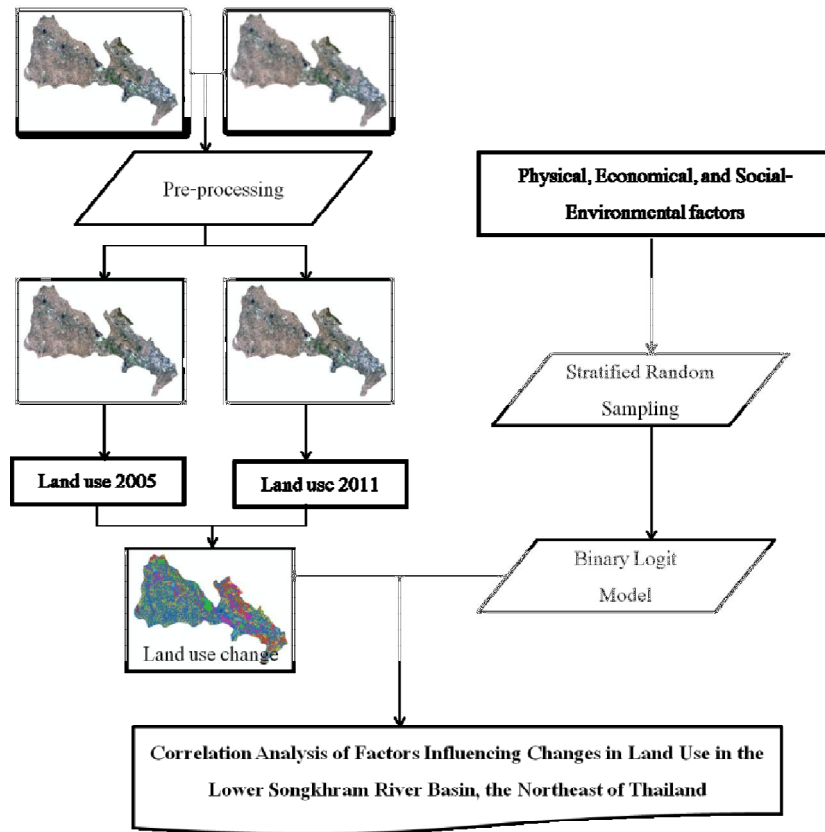 Pre-processing
Physical, Economical, and Social-
Environmental factors
Stratified Random
Sampling
Land use 2005
Land use 2011
Binary Logit
Model
Land use change
Correlation Analysis of Factors Influencing Changes in Land Use in the
Lower Songkhram River Basin, the Northeast of Thailand